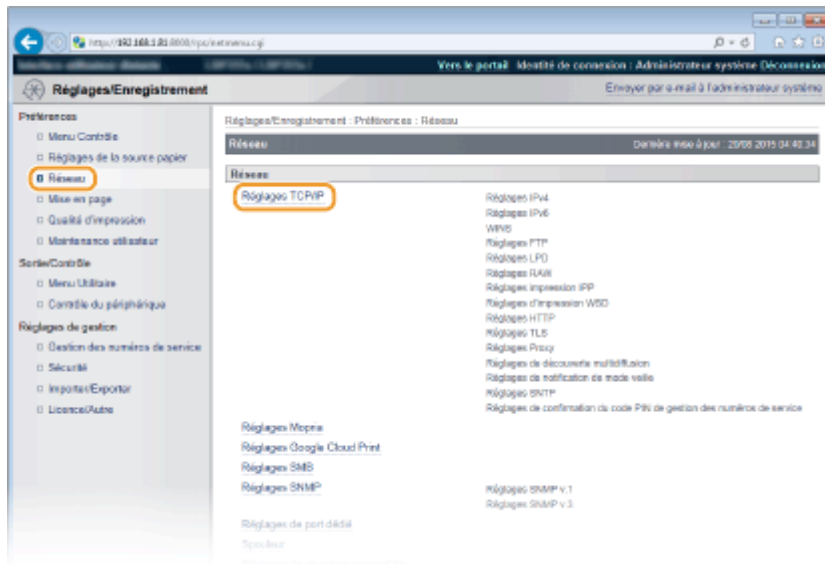 http://192.168.1.81:8000/rps/netmenu.cgi
Vers le portail Identité de connexion : Administrateur système Déconnexion
Réglages/Enregistrement
Envoyer par e-mail à l'administrateur système
Préférences
Menu Contrôle
Réglages de la source papier
Réseau
Mise en page
Qualité d'impression
Maintenance utilisateur
Sortie/Contrôle
Menu Utilitaire
Contrôle du périphérique
Réglages de gestion
Gestion des numéros de service
Sécurité
Importer/Exporter
Licence/Autre
Réglages/Enregistrement : Préférences : Réseau
Réseau
Dernière mise à jour : 20/08 2015 04:40:34
Réseau
Réglages TCP/IP
Réglages IPv4
Réglages IPv6
WINS
Réglages FTP
Réglages LPD
Réglages RAW
Réglages impression IPP
Réglages d'impression WSD
Réglages HTTP
Réglages TLS
Réglages Proxy
Réglages de découverte multidiffusion
Réglages de notification de mode veille
Réglages SNTP
Réglages de confirmation du code PIN de gestion des numéros de service
Réglages Mopria
Réglages Google Cloud Print
Réglages SMB
Réglages SNMP
Réglages SNMP v.1
Réglages SNMP v.3
Réglages de port dédié
Spouleur